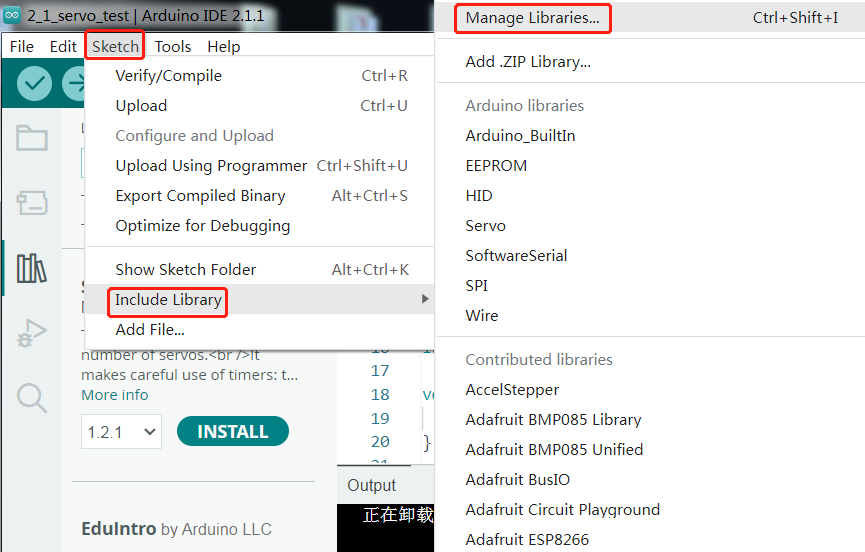 2_1_servo_test | Arduino IDE 2.1.1
File Edit Sketch Tools Help
Verify/Compile Ctrl+R
Upload Ctrl+U
Configure and Upload
Upload Using Programmer Ctrl+Shift+U
Export Compiled Binary Alt+Ctrl+S
Optimize for Debugging
Show Sketch Folder Alt+Ctrl+K
Include Library
Add File...
number of servos.<br />It
makes careful use of timers: t...
More info
1.2.1
INSTALL
EduIntro by Arduino LLC
17
18
19
20 }
Output
正在卸载
Manage Libraries... Ctrl+Shift+I
Add .ZIP Library...
Arduino libraries
Arduino_BuiltIn
EEPROM
HID
Servo
SoftwareSerial
SPI
Wire
Contributed libraries
AccelStepper
Adafruit BMP085 Library
Adafruit BMP085 Unified
Adafruit BusIO
Adafruit Circuit Playground
Adafruit ESP8266